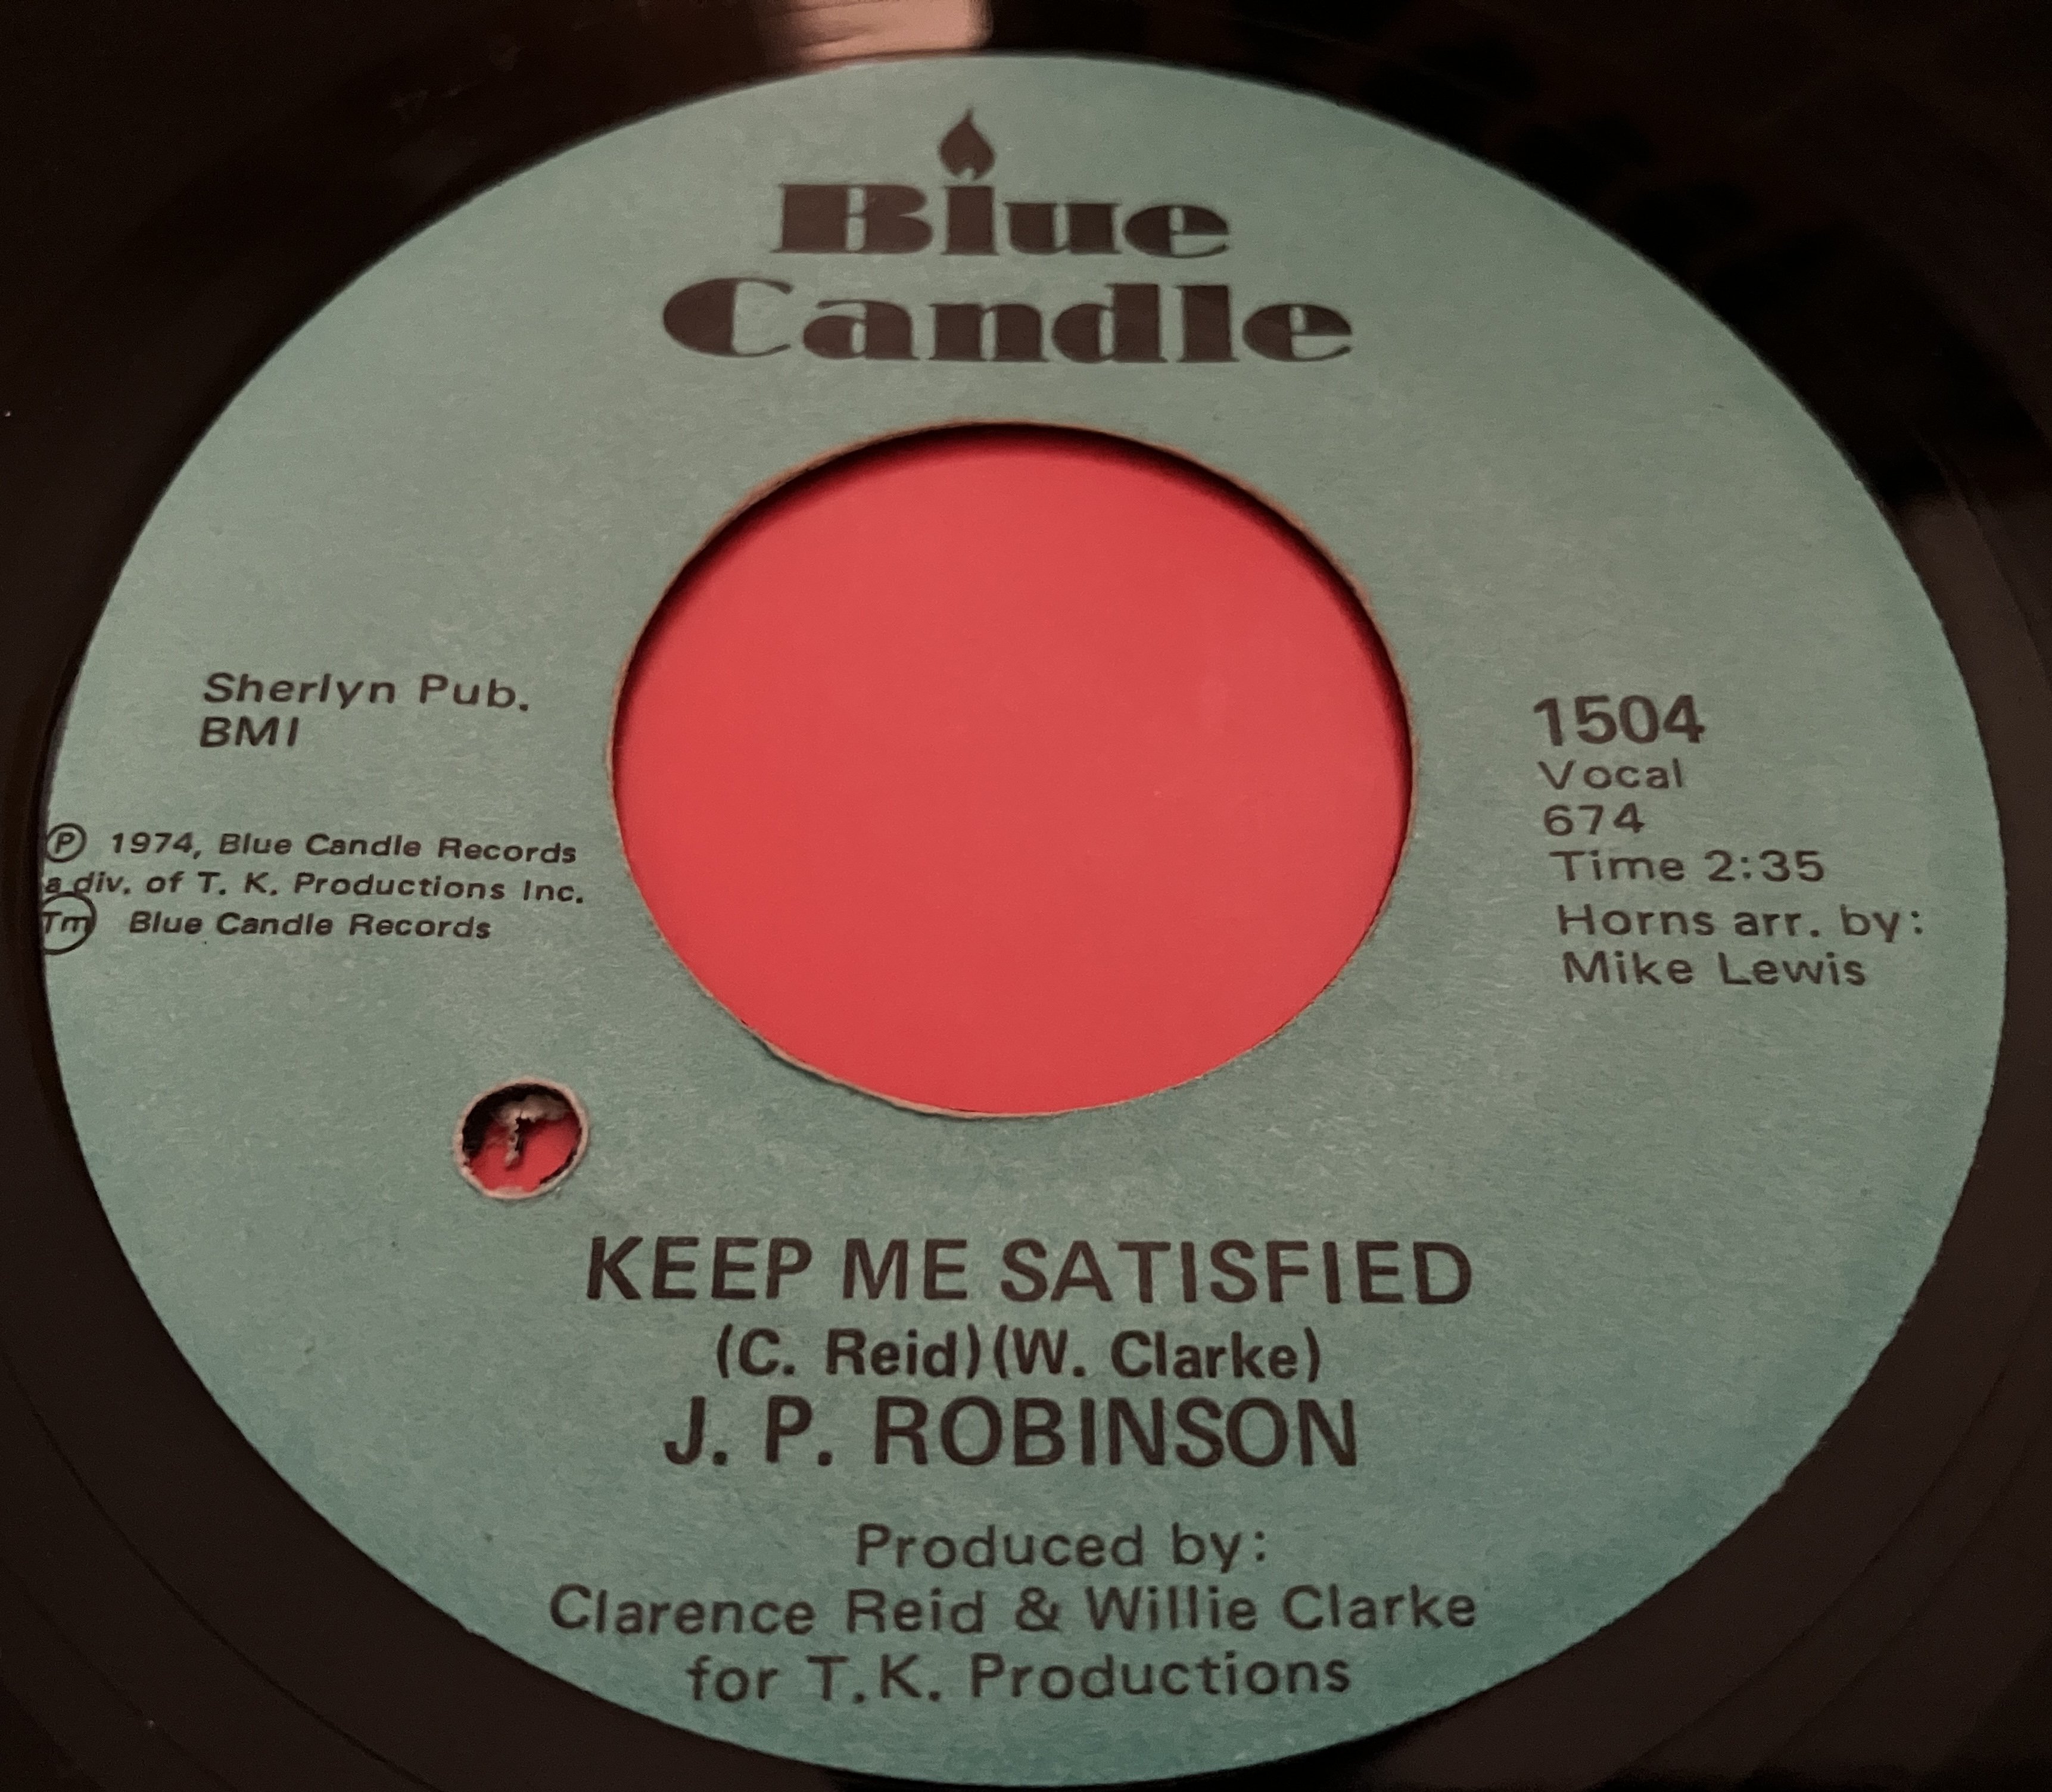 Blue
Candle
Sherlyn Pub.
BMI
℗ 1974, Blue Candle Records
a div. of T. K. Productions Inc.
Tm Blue Candle Records
1504
Vocal
674
Time 2:35
Horns arr. by:
Mike Lewis
KEEP ME SATISFIED
(C. Reid)(W. Clarke)
J. P. ROBINSON
Produced by:
Clarence Reid & Willie Clarke
for T.K. Productions